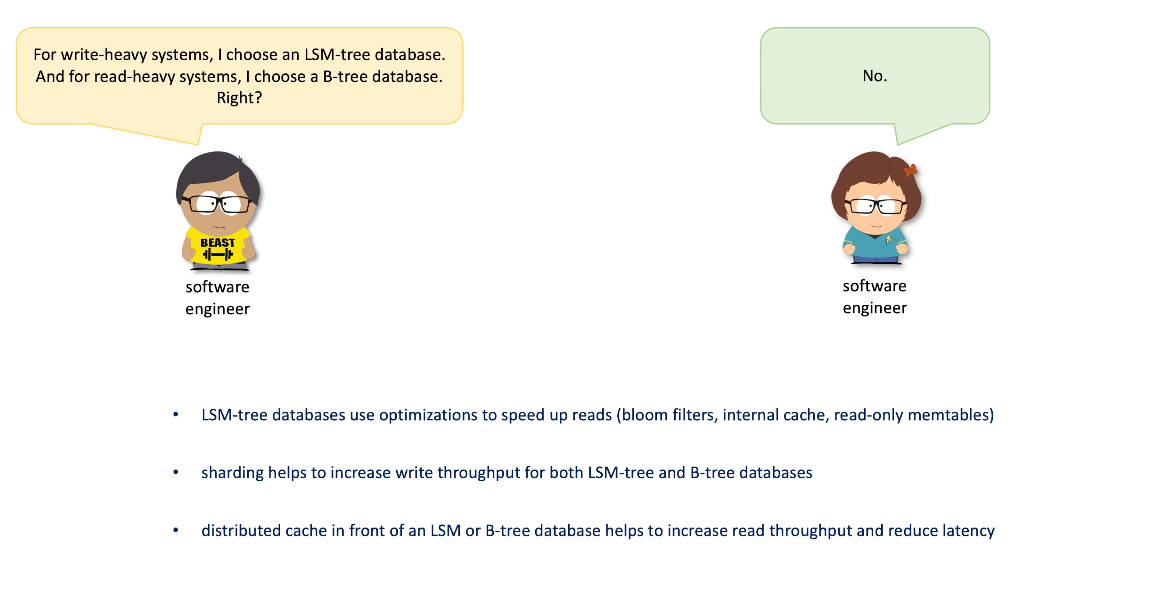 For write-heavy systems, I choose an LSM-tree database.
And for read-heavy systems, I choose a B-tree database.
Right?
No.
BEAST
software
engineer
software
engineer
• LSM-tree databases use optimizations to speed up reads (bloom filters, internal cache, read-only memtables)
• sharding helps to increase write throughput for both LSM-tree and B-tree databases
• distributed cache in front of an LSM or B-tree database helps to increase read throughput and reduce latency